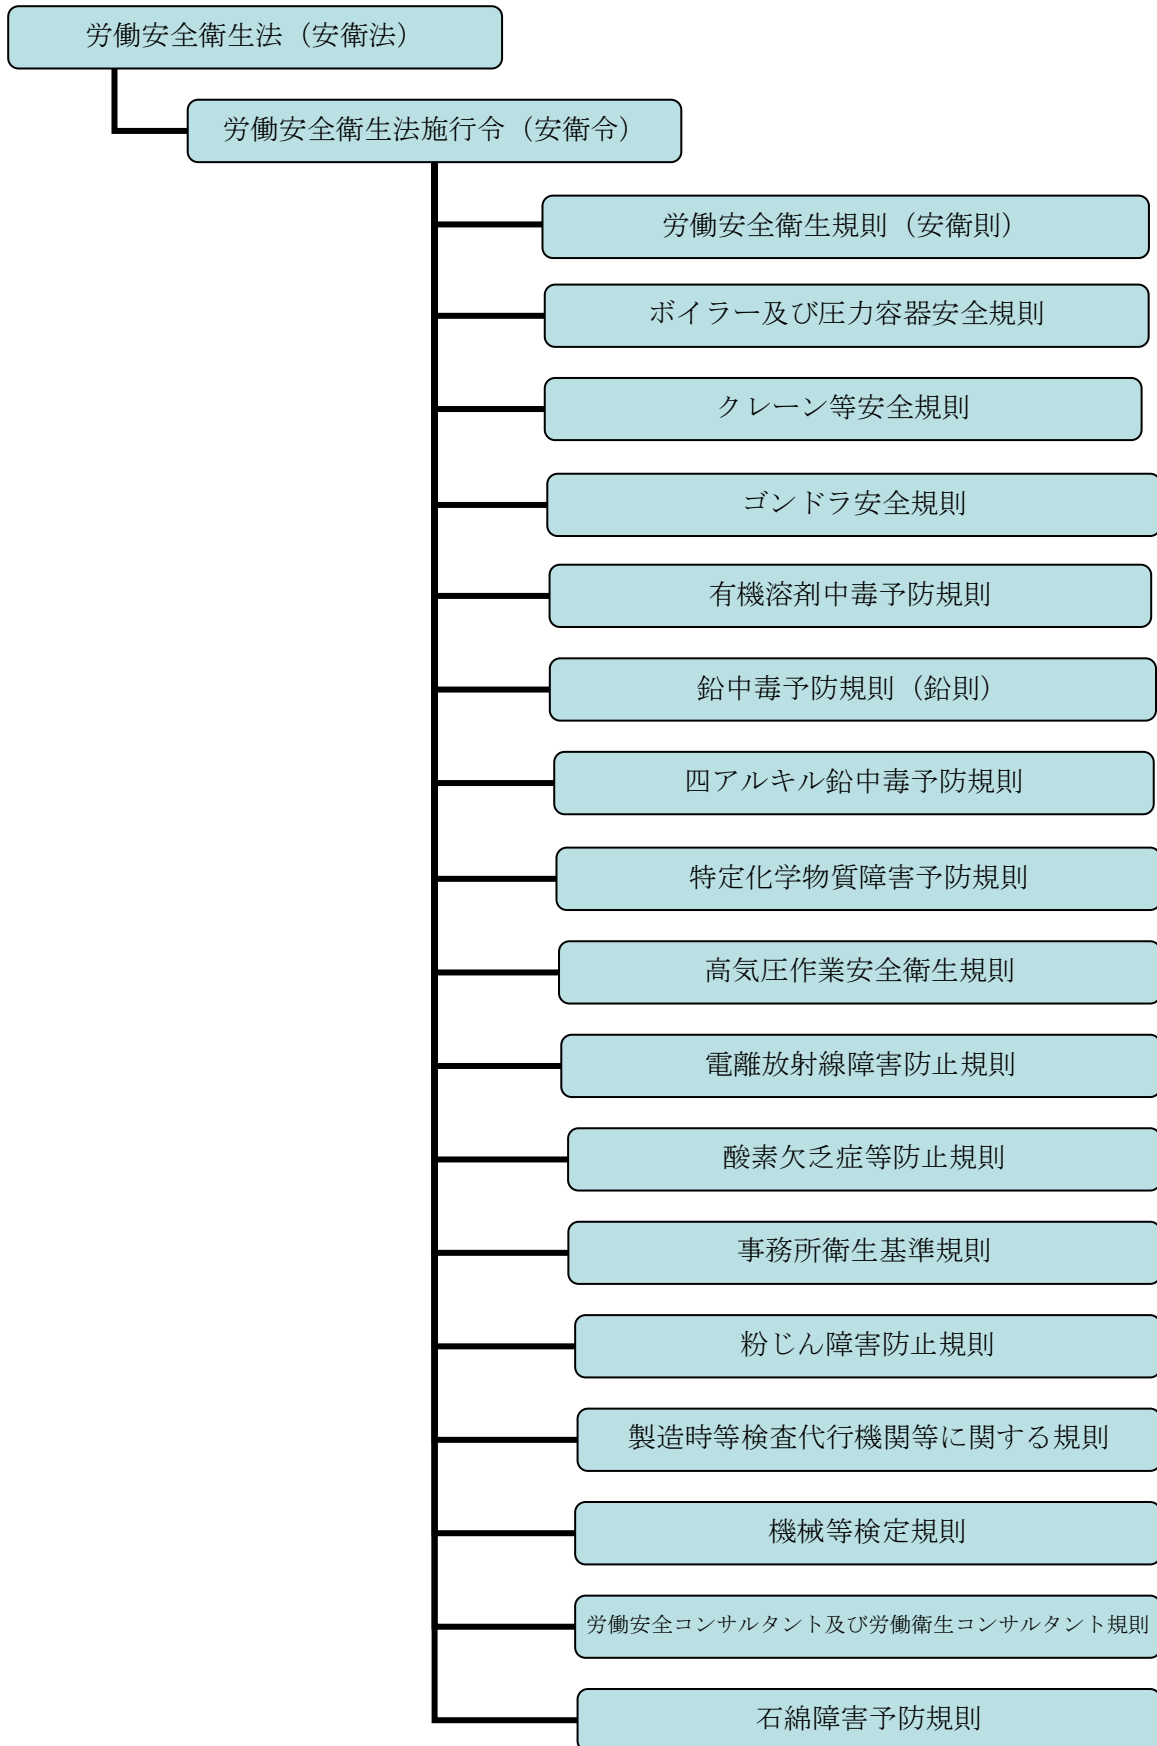 労働安全衛生法（安衛法）
労働安全衛生法施行令（安衛令）
労働安全衛生規則（安衛則）
ボイラー及び圧力容器安全規則
クレーン等安全規則
ゴンドラ安全規則
有機溶剤中毒予防規則
鉛中毒予防規則（鉛則）
四アルキル鉛中毒予防規則
特定化学物質障害予防規則
高気圧作業安全衛生規則
電離放射線障害防止規則
酸素欠乏症等防止規則
事務所衛生基準規則
粉じん障害防止規則
製造時等検査代行機関等に関する規則
機械等検定規則
労働安全コンサルタント及び労働衛生コンサルタント規則
石綿障害予防規則